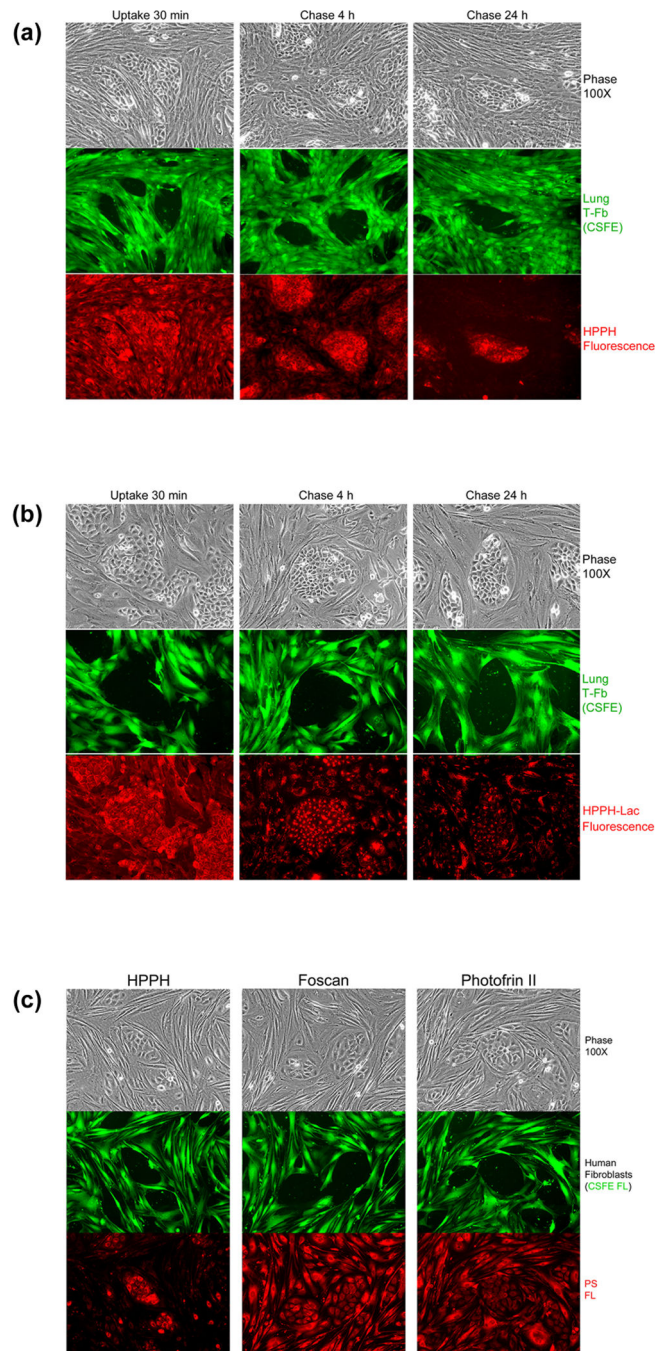 (a)
Uptake 30 min
Chase 4 h
Chase 24 h
Phase
100X
Lung
T-Fb
(CSFE)
HPPH
Fluorescence
(b)
Uptake 30 min
Chase 4 h
Chase 24 h
Phase
100X
Lung
T-Fb
(CSFE)
HPPH-Lac
Fluorescence
(c)
HPPH
Foscan
Photofrin II
Phase
100X
Human
Fibroblasts
(CSFE FL)
PS
FL